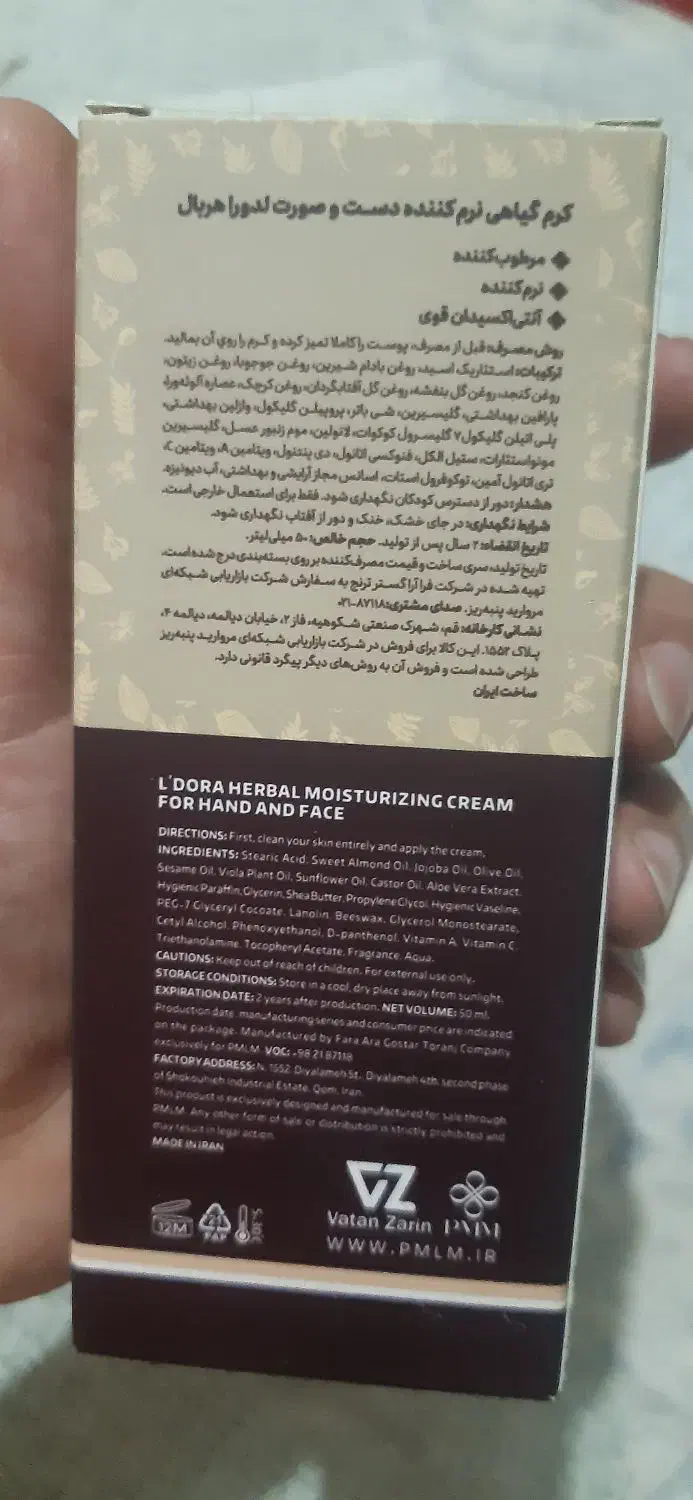 کرم گیاهی نرم کننده دست و صورت لدورا هربال
مرطوب‌کننده
نرم‌کننده
آنتی‌اکسیدان قوی
روش مصرف: قبل از مصرف، پوست را کاملا تمیز کرده و کرم را روی آن بمالید.
ترکیبات: استئاریک اسید، روغن بادام شیرین، روغن جوجوبا، روغن زیتون،
روغن کنجد، روغن گل بنفشه، روغن گل آفتابگردان، روغن کرچک، عصاره آلوئه‌ورا،
پارافین بهداشتی، گلیسیرین، شی باتر، پروپیلن گلیکول، وازلین بهداشتی،
پلی اتیلن گلیکول ۷ گلیسرول کوکوات، لانولین، موم زنبور عسل، گلیسیرین
مونواستئارات، ستیل الکل، فنوکسی اتانول، دی پنتنول، ویتامین A، ویتامین C،
تری اتانول آمین، توکوفرول استات، اسانس مجاز آرایشی و بهداشتی، آب دیونیزه.
هشدار: دور از دسترس کودکان نگهداری شود. فقط برای استعمال خارجی است.
شرایط نگهداری: در جای خشک، خنک و دور از آفتاب نگهداری شود.
تاریخ انقضاء: ۲ سال پس از تولید. حجم خالص: ۵۰ میلی‌لیتر.
تاریخ تولید، سری ساخت و قیمت مصرف‌کننده بر روی بسته‌بندی درج شده است.
تهیه شده در شرکت فرا آرا گستر ترنج به سفارش شرکت بازاریابی شبکه‌ای
مروارید پنبه‌ریز. صدای مشتری: ۸۷۱۱۸-۰۲۱
نشانی کارخانه: قم، شهرک صنعتی شکوهیه، فاز ۲، خیابان دیالمه، دیالمه ۴،
پلاک ۱۵۵۲. این کالا برای فروش در شرکت بازاریابی شبکه‌ای مروارید پنبه‌ریز
طراحی شده است و فروش آن به روش‌های دیگر پیگرد قانونی دارد.
ساخت ایران
L'DORA HERBAL MOISTURIZING CREAM
FOR HAND AND FACE
DIRECTIONS: First, clean your skin entirely and apply the cream.
INGREDIENTS: Stearic Acid, Sweet Almond Oil, Jojoba Oil, Olive Oil,
Sesame Oil, Viola Plant Oil, Sunflower Oil, Castor Oil, Aloe Vera Extract,
Hygienic Paraffin, Glycerin, Shea Butter, Propylene Glycol, Hygienic Vaseline,
PEG-7 Glyceryl Cocoate, Lanolin, Beeswax, Glycerol Monostearate,
Cetyl Alcohol, Phenoxyethanol, D-panthenol, Vitamin A, Vitamin C,
Triethanolamine, Tocopheryl Acetate, Fragrance, Aqua.
CAUTIONS: Keep out of reach of children. For external use only.
STORAGE CONDITIONS: Store in a cool, dry place away from sunlight.
EXPIRATION DATE: 2 years after production. NET VOLUME: 50 ml.
Production date, manufacturing series and consumer price are indicated
on the package. Manufactured by Fara Ara Gostar Toranj Company
exclusively for PMLM. VOC: +98 21 87118
FACTORY ADDRESS: N. 1552, Diyalameh St., Diyalameh 4th, second phase
of Shokouhieh Industrial Estate, Qom, Iran.
This product is exclusively designed and manufactured for sale through
PMLM. Any other form of sale or distribution is strictly prohibited and
may result in legal action.
MADE IN IRAN
VZ
Vatan Zarin PMLM
12M 21 PAP
WWW.PMLM.IR